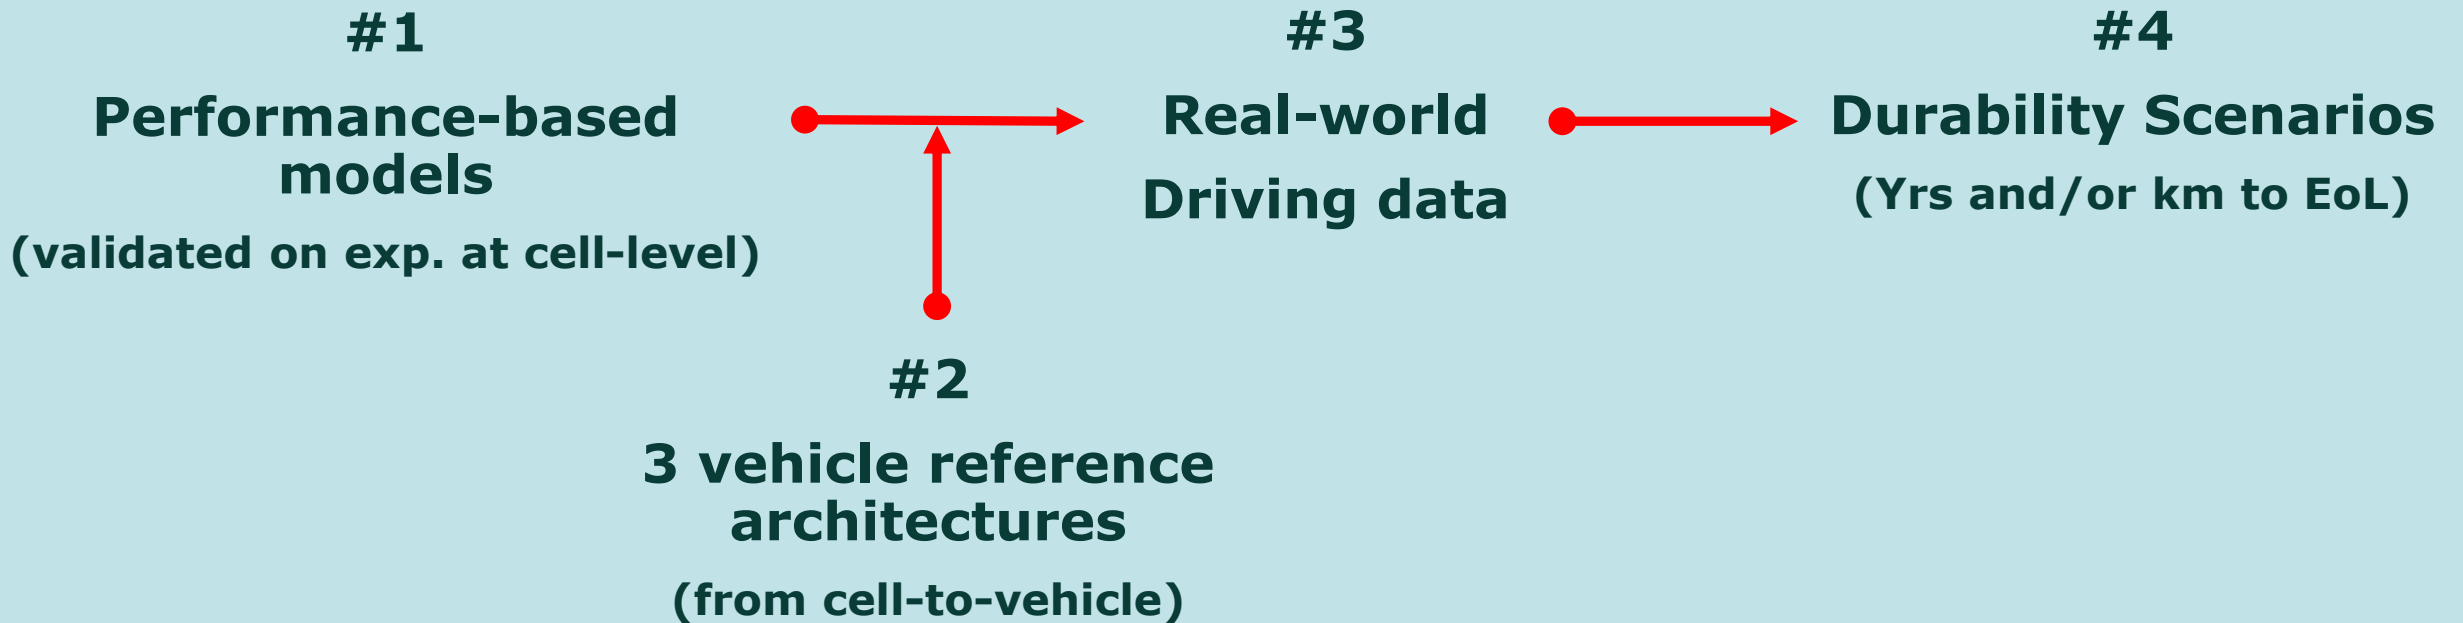 #1
Performance-based
models
(validated on exp. at cell-level)
#2
3 vehicle reference
architectures
(from cell-to-vehicle)
#3
Real-world
Driving data
#4
Durability Scenarios
(Yrs and/or km to EoL)